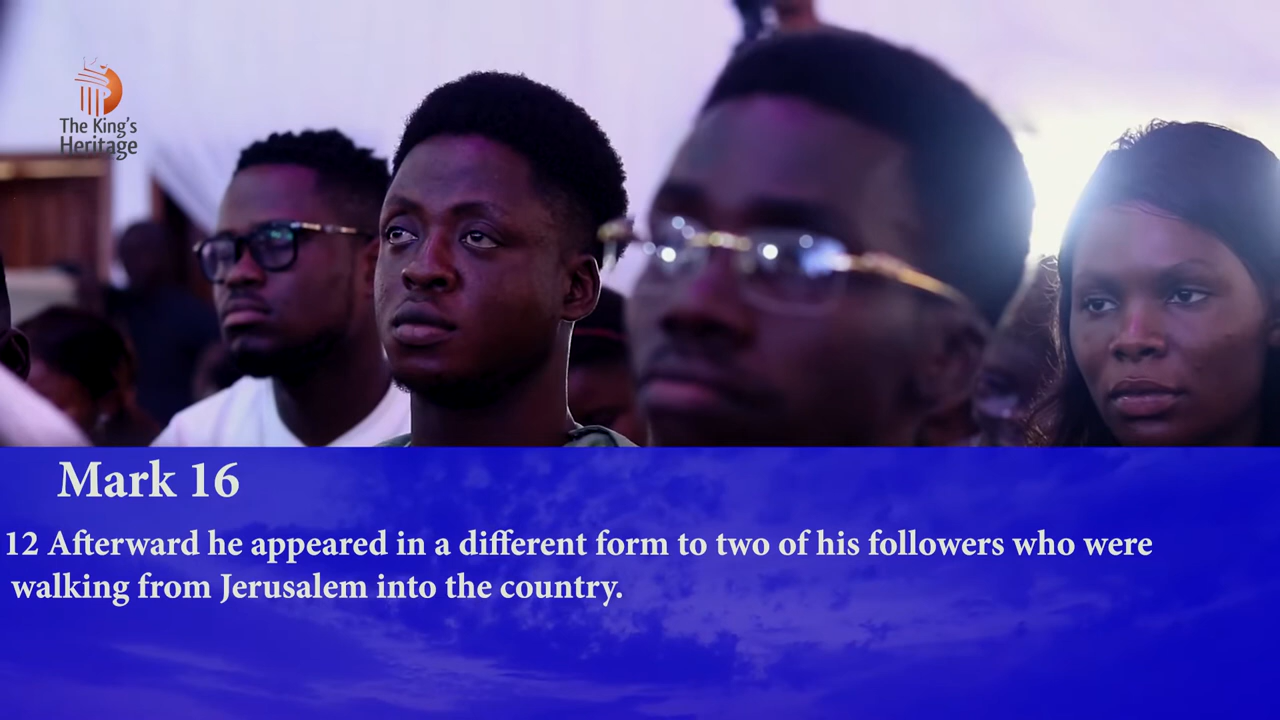 The King's
Heritage
Mark 16
12 Afterward he appeared in a different form to two of his followers who were
walking from Jerusalem into the country.